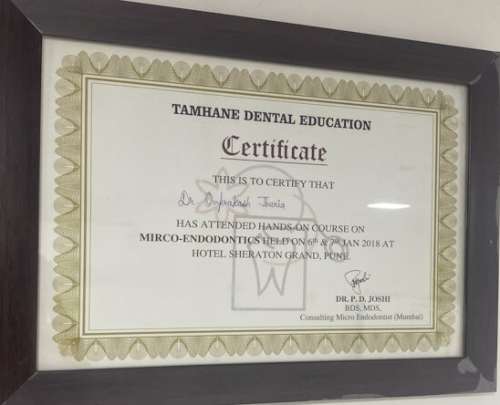 TAMHANE DENTAL EDUCATION
Certificate
THIS IS TO CERTIFY THAT
Dr.
HAS ATTENDED HANDS-ON COURSE ON
MIRCO-ENDODONTICS HELD ON 6th & 7th JAN 2018 AT
HOTEL SHERATON GRAND, PUNE.
DR. P. D. JOSHI
BDS, MDS,
Consulting Micro Endodontist (Mumbai)